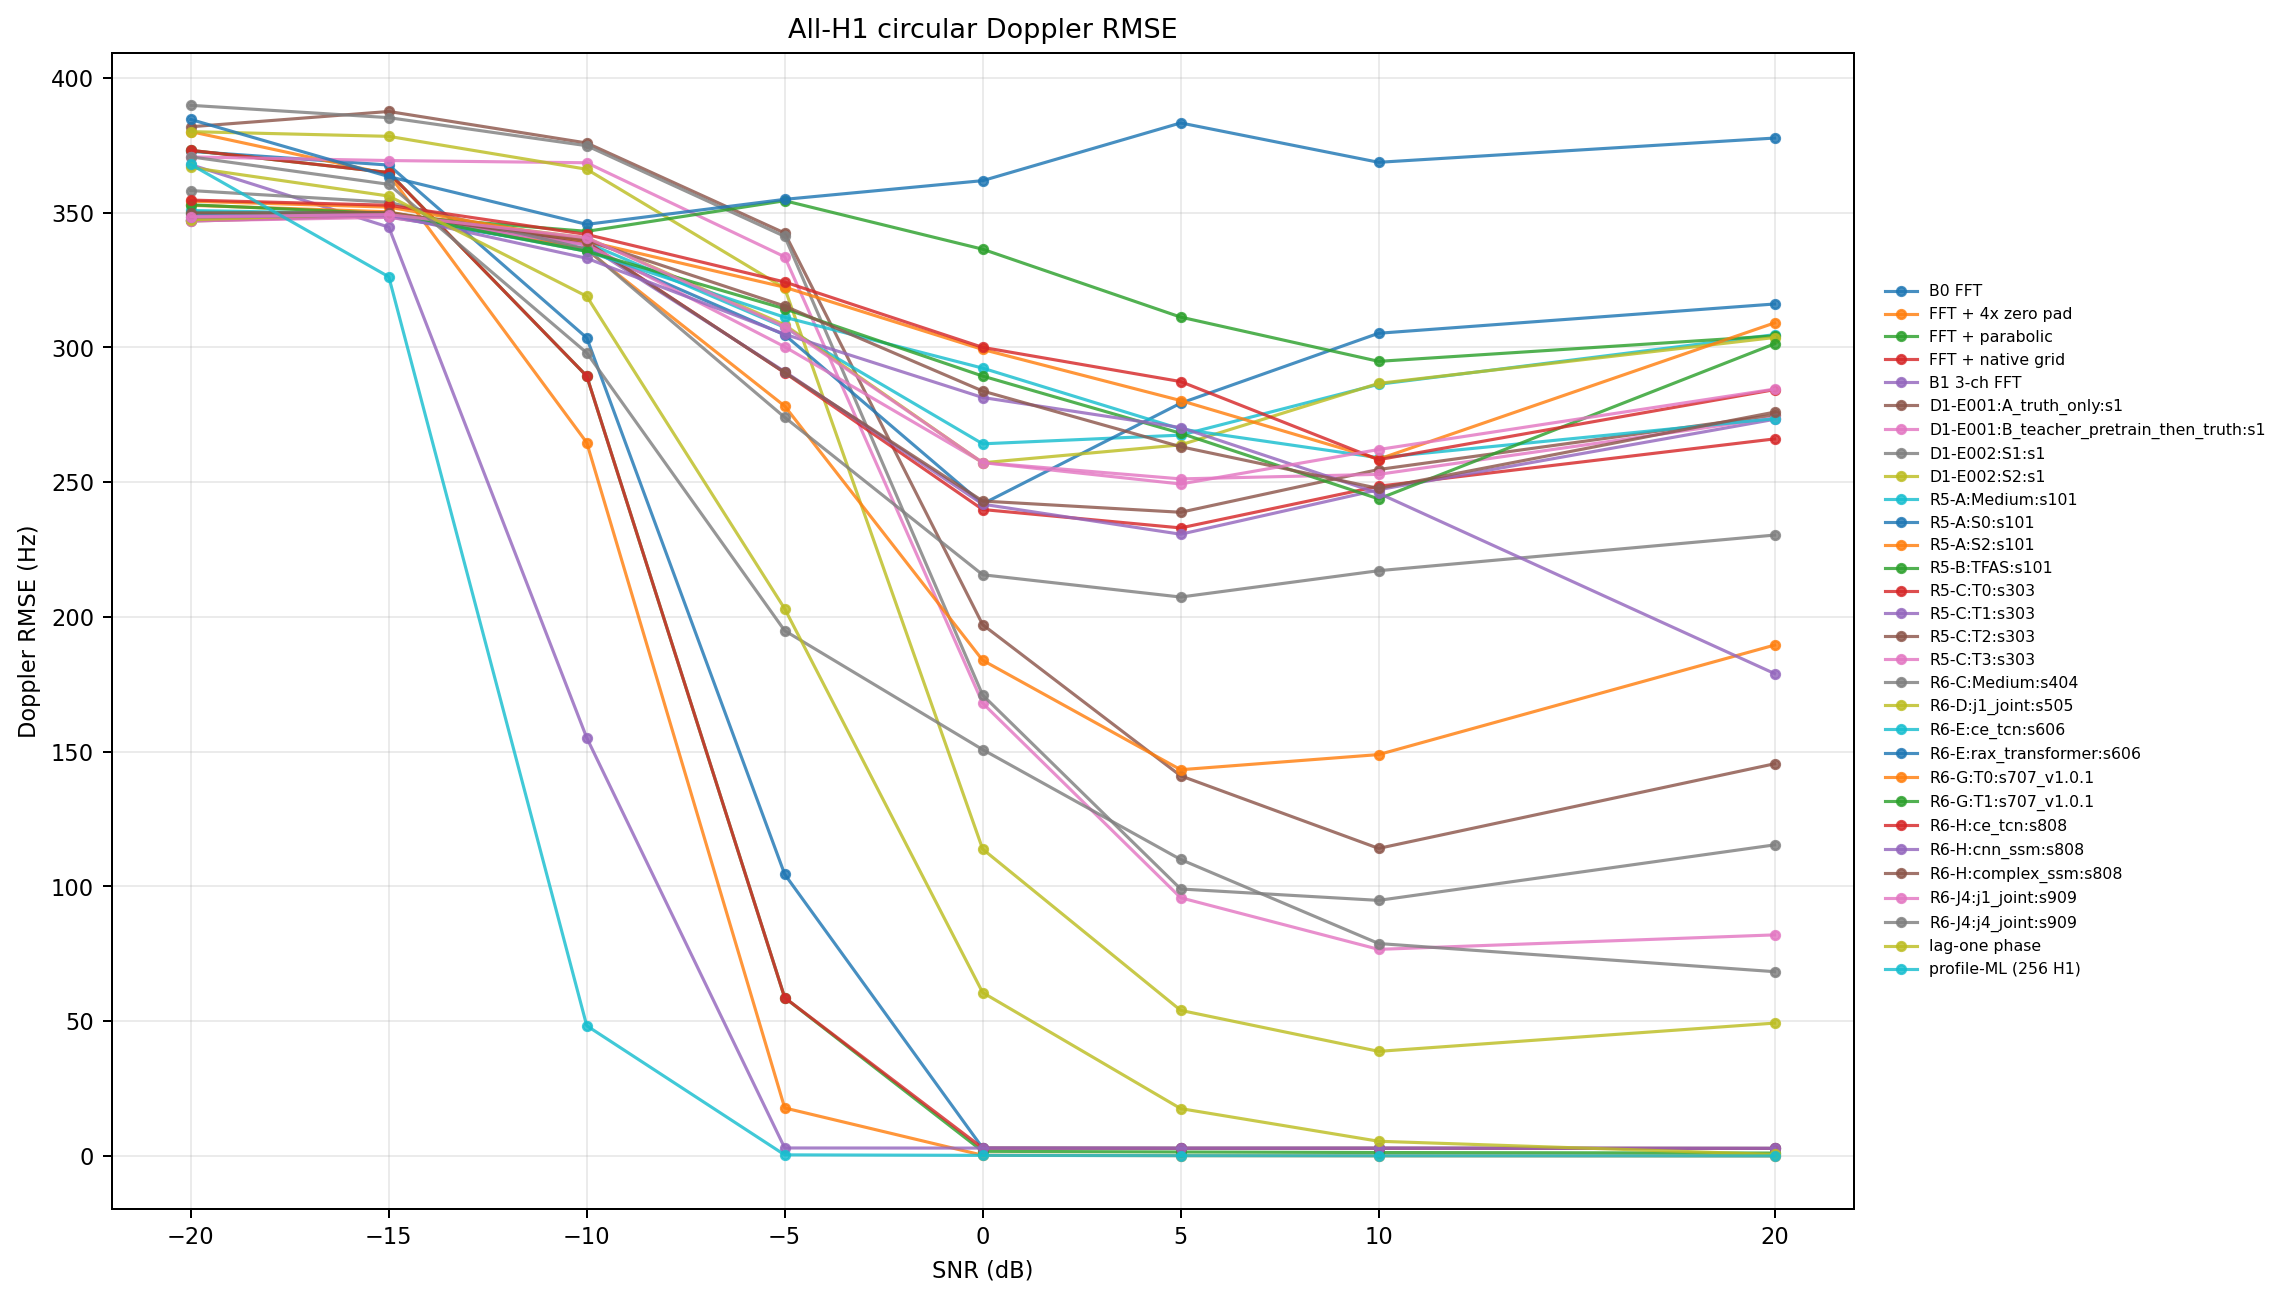 All-H1 circular Doppler RMSE
400
350
300
250
200
150
100
50
0
Doppler RMSE (Hz)
−20
−15
−10
−5
0
5
10
20
SNR (dB)
B0 FFT
FFT + 4x zero pad
FFT + parabolic
FFT + native grid
B1 3-ch FFT
D1-E001:A_truth_only:s1
D1-E001:B_teacher_pretrain_then_truth:s1
D1-E002:S1:s1
D1-E002:S2:s1
R5-A:Medium:s101
R5-A:S0:s101
R5-A:S2:s101
R5-B:TFAS:s101
R5-C:T0:s303
R5-C:T1:s303
R5-C:T2:s303
R5-C:T3:s303
R6-C:Medium:s404
R6-D:j1_joint:s505
R6-E:ce_tcn:s606
R6-E:rax_transformer:s606
R6-G:T0:s707_v1.0.1
R6-G:T1:s707_v1.0.1
R6-H:ce_tcn:s808
R6-H:cnn_ssm:s808
R6-H:complex_ssm:s808
R6-J4:j1_joint:s909
R6-J4:j4_joint:s909
lag-one phase
profile-ML (256 H1)